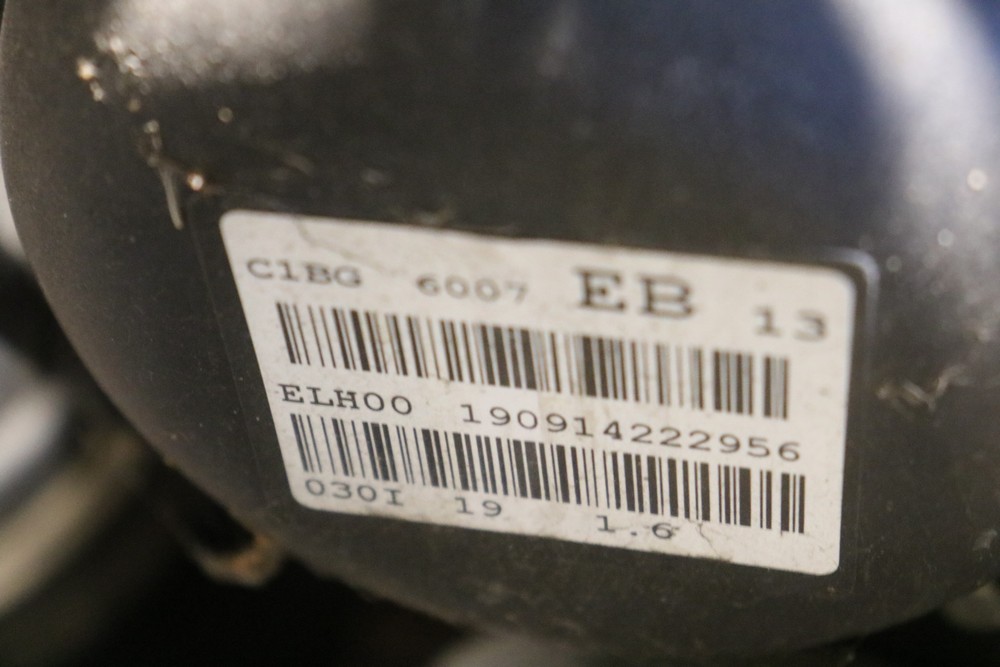 C1BG 6007 EB 13
ELH00 190914222956
030I 19 1.6